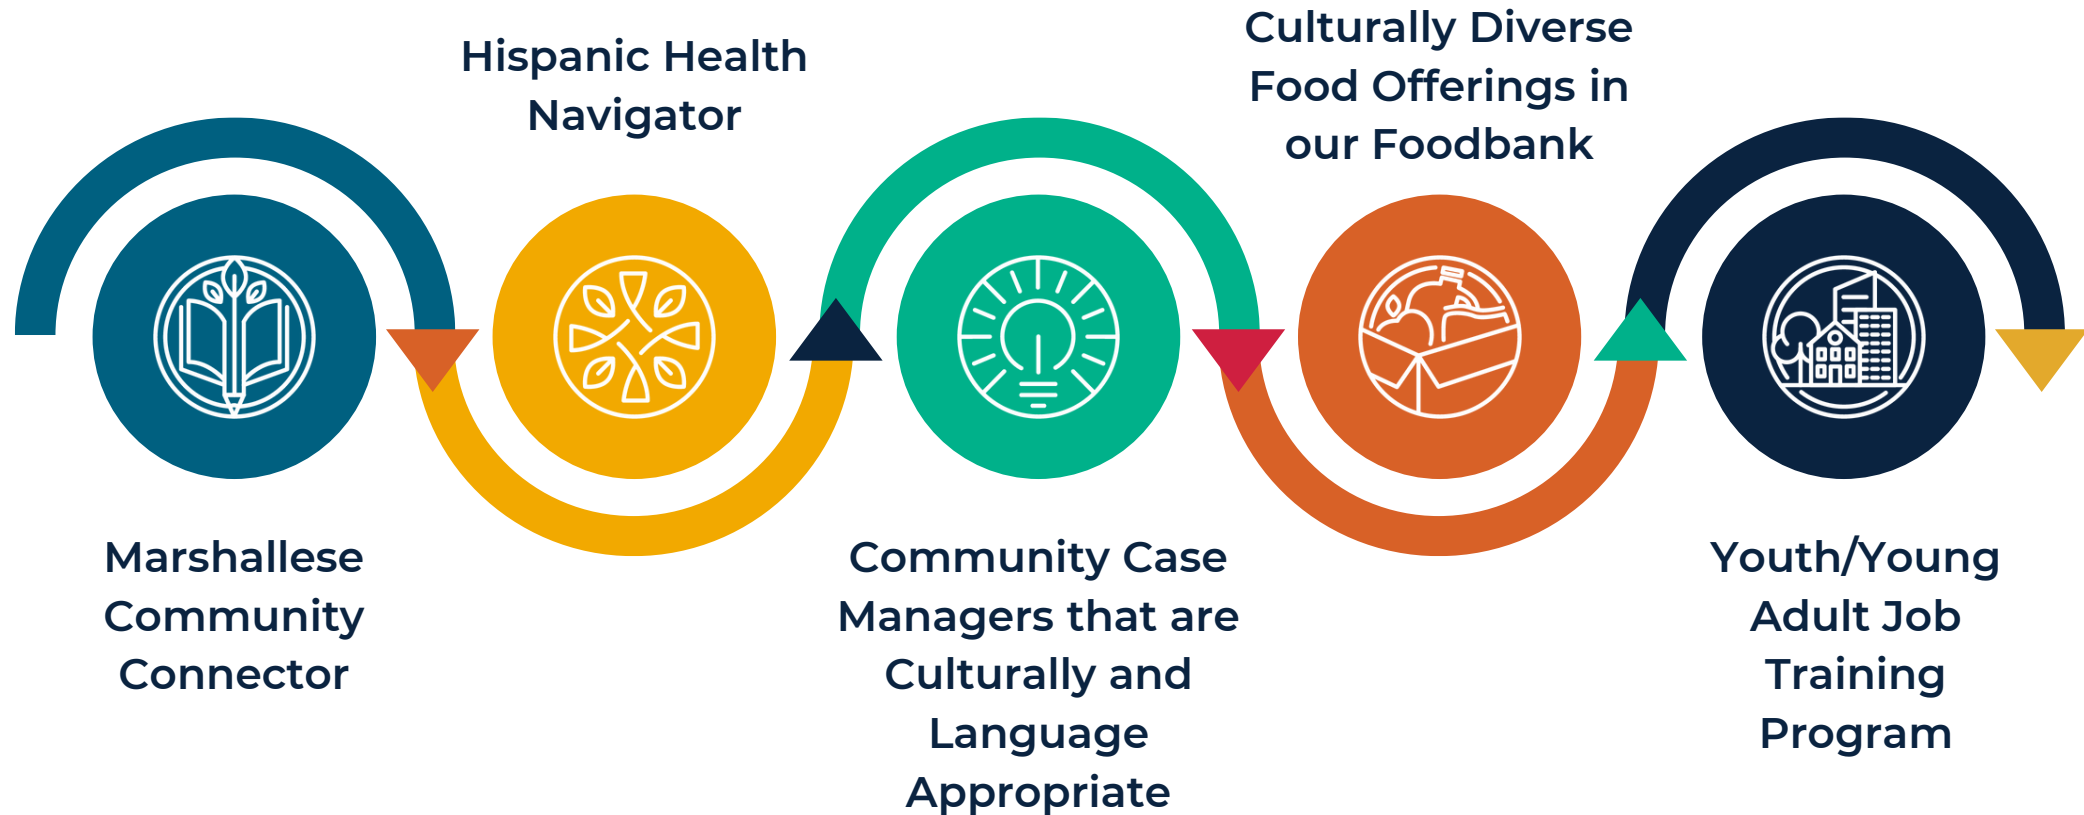 Marshallese
Community
Connector
Hispanic Health
Navigator
Community Case
Managers that are
Culturally and
Language
Appropriate
Culturally Diverse
Food Offerings in
our Foodbank
Youth/Young
Adult Job
Training
Program